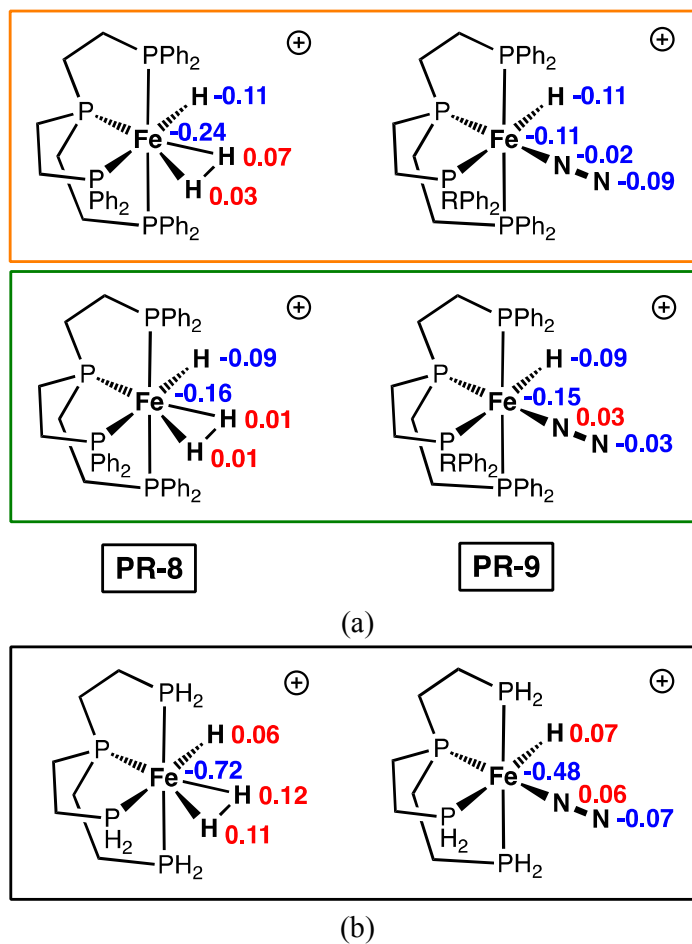 PPh2 ⊕ PPh2 ⊕
H -0.11 H -0.11
P Fe -0.24 P Fe -0.11
H 0.07 N -0.02
H 0.03 N -0.09
P Ph2 PPh2 RPh2 PPh2
PPh2 ⊕ PPh2 ⊕
H -0.09 H -0.09
P Fe -0.16 P Fe -0.15
H 0.01 N 0.03
H 0.01 N -0.03
P Ph2 PPh2 RPh2 PPh2
PR-8 PR-9
(a)
PH2 ⊕ PH2 ⊕
H 0.06 H 0.07
P Fe -0.72 P Fe -0.48
H 0.12 N 0.06
H 0.11 N -0.07
P H2 PH2 P H2 PH2
(b)